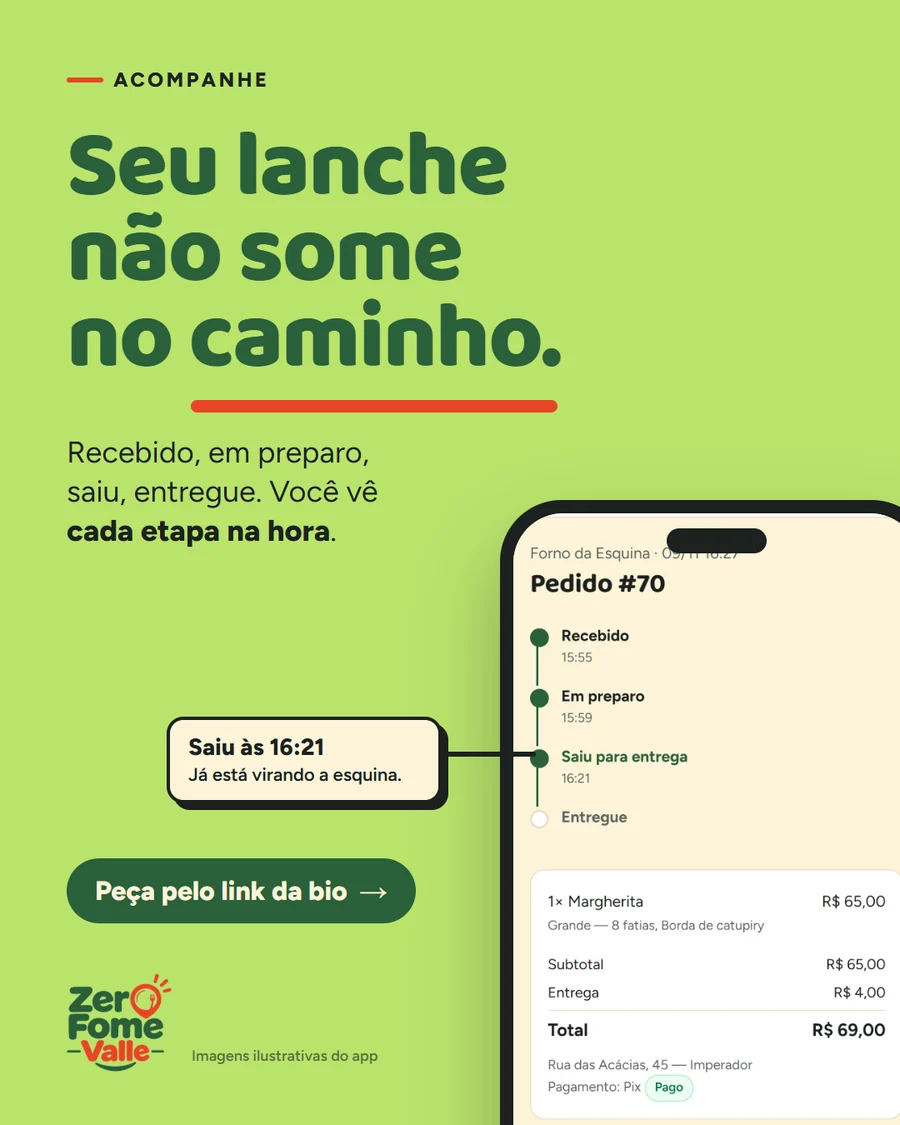 ACOMPANHE
Seu lanche
não some
no caminho.
Recebido, em preparo,
saiu, entregue. Você vê
cada etapa na hora.
Forno da Esquina ·
Pedido #70
Recebido
15:55
Em preparo
15:59
Saiu para entrega
16:21
Entregue
Saiu às 16:21
Já está virando a esquina.
1× Margherita R$ 65,00
Grande — 8 fatias, Borda de catupiry
Subtotal R$ 65,00
Entrega R$ 4,00
Total R$ 69,00
Rua das Acácias, 45 — Imperador
Pagamento: Pix Pago
Peça pelo link da bio →
Zero
Fome
Valle
Imagens ilustrativas do app